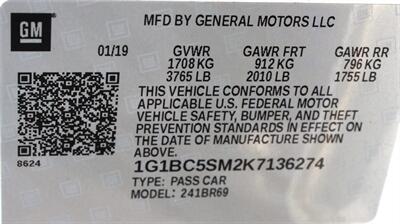 GM
MFD BY GENERAL MOTORS LLC
01/19 GVWR GAWR FRT GAWR RR
1708 KG 912 KG 796 KG
3765 LB 2010 LB 1755 LB
THIS VEHICLE CONFORMS TO ALL
APPLICABLE U.S. FEDERAL MOTOR
VEHICLE SAFETY, BUMPER, AND THEFT
PREVENTION STANDARDS IN EFFECT ON
THE DATE OF MANUFACTURE SHOWN
ABOVE.
8624
1G1BC5SM2K7136274
TYPE: PASS CAR
MODEL: 241BR69